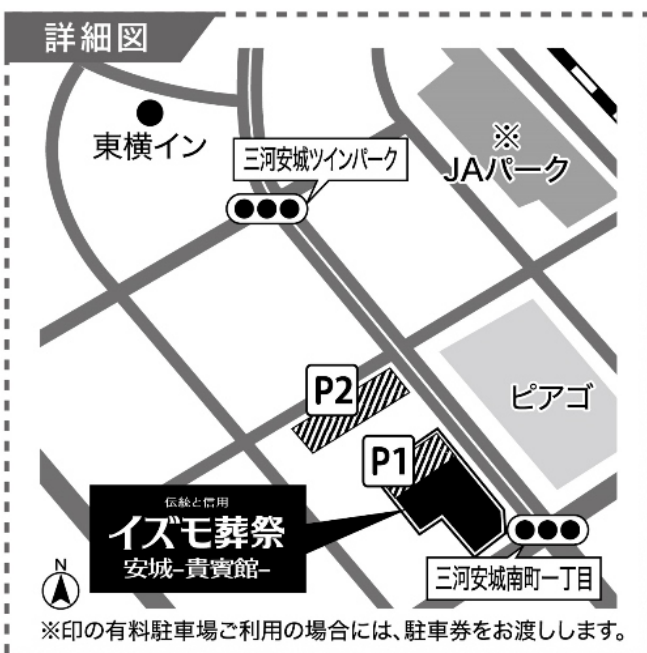 詳細図
東横イン
三河安城ツインパーク
※
JAパーク
P2
ピアゴ
P1
伝統と信用
イズモ葬祭
安城-貴賓館-
三河安城南町一丁目
N
※印の有料駐車場ご利用の場合には、駐車券をお渡しします。